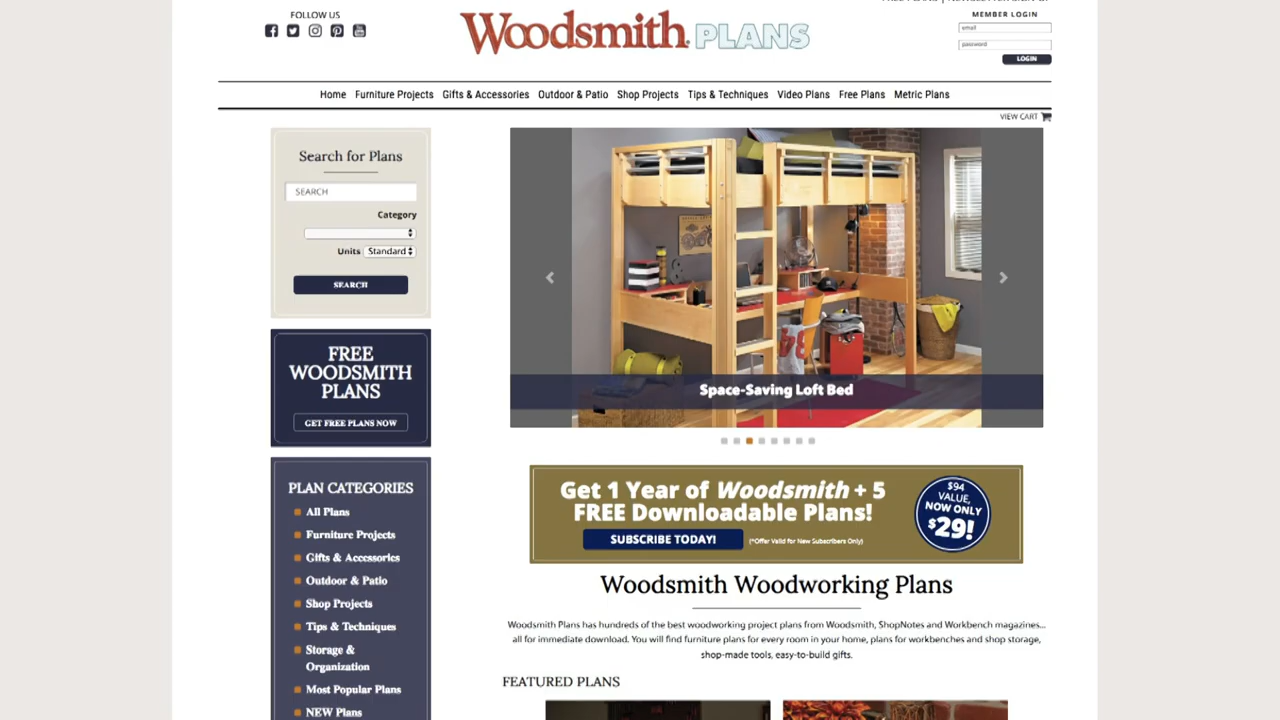 FOLLOW US
Woodsmith PLANS
MEMBER LOGIN
email
password
LOGIN
Home Furniture Projects Gifts & Accessories Outdoor & Patio Shop Projects Tips & Techniques Video Plans Free Plans Metric Plans
VIEW CART
Search for Plans
SEARCH
Category
Units Standard
SEARCH
FREE
WOODSMITH
PLANS
GET FREE PLANS NOW
PLAN CATEGORIES
All Plans
Furniture Projects
Gifts & Accessories
Outdoor & Patio
Shop Projects
Tips & Techniques
Storage &
Organization
Most Popular Plans
NEW Plans
Space-Saving Loft Bed
Get 1 Year of Woodsmith + 5
FREE Downloadable Plans!
SUBSCRIBE TODAY! (*Offer Valid for New Subscribers Only)
$94
VALUE,
NOW ONLY
$29!
Woodsmith Woodworking Plans
Woodsmith Plans has hundreds of the best woodworking project plans from Woodsmith, ShopNotes and Workbench magazines...
all for immediate download. You will find furniture plans for every room in your home, plans for workbenches and shop storage,
shop-made tools, easy-to-build gifts.
FEATURED PLANS